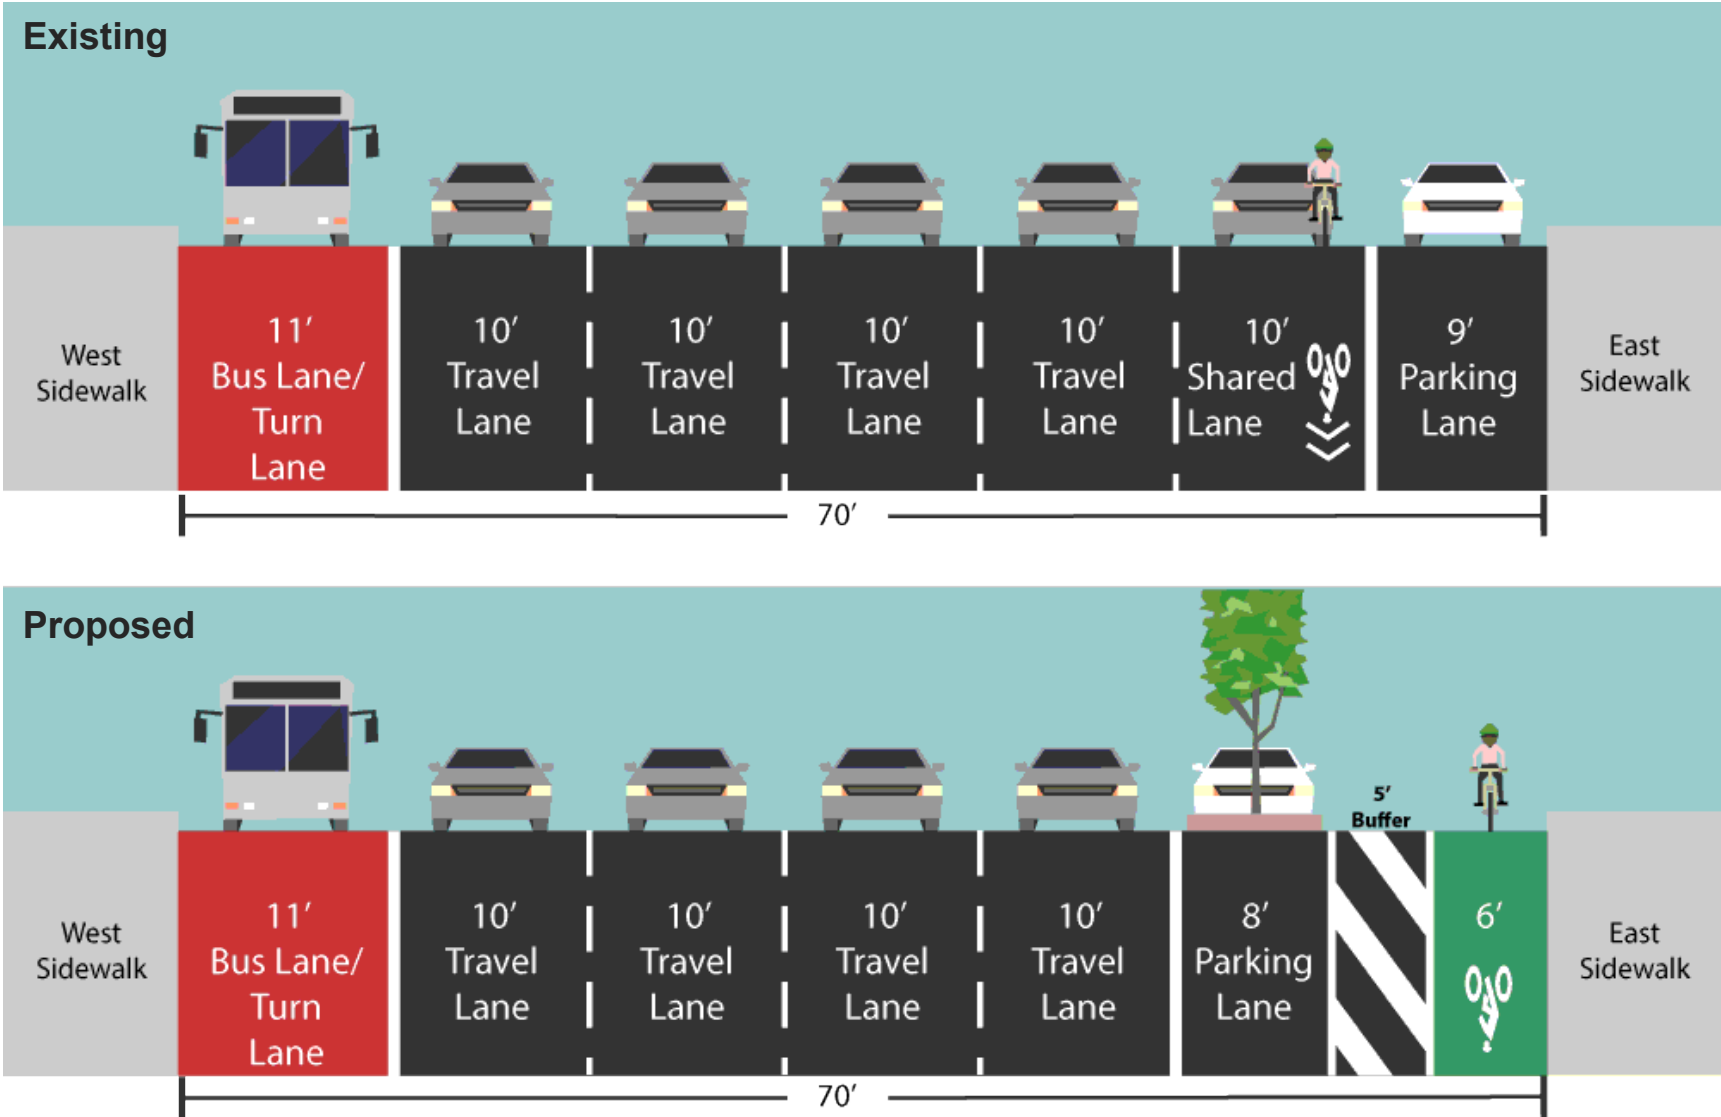 Existing
West
Sidewalk
11′
Bus Lane/
Turn
Lane
10′
Travel
Lane
10′
Travel
Lane
10′
Travel
Lane
10′
Travel
Lane
10′
Shared
Lane
9′
Parking
Lane
East
Sidewalk
70′
Proposed
West
Sidewalk
11′
Bus Lane/
Turn
Lane
10′
Travel
Lane
10′
Travel
Lane
10′
Travel
Lane
10′
Travel
Lane
8′
Parking
Lane
5′
Buffer
6′
East
Sidewalk
70′